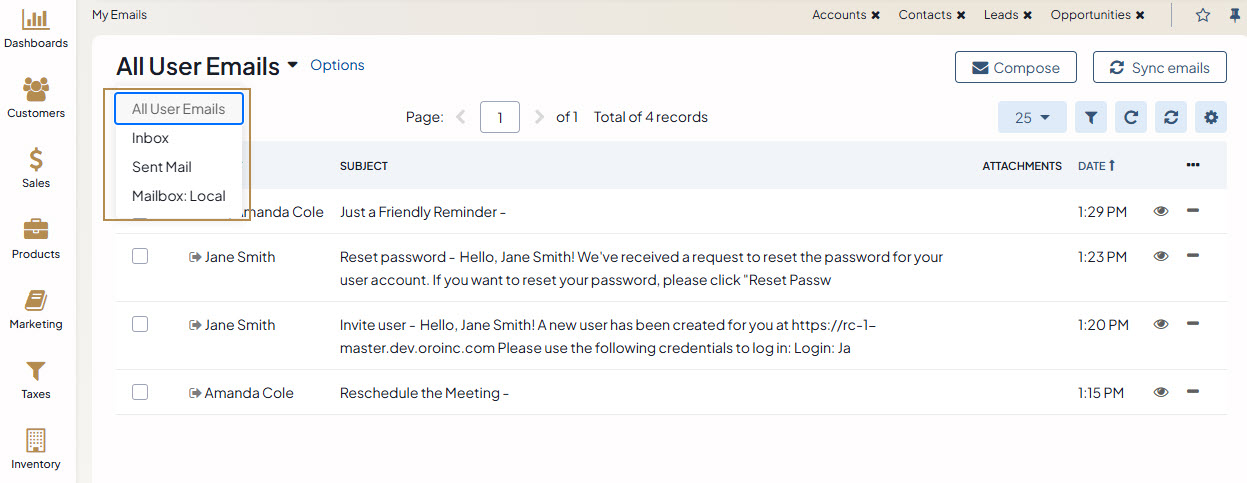 My Emails
Accounts ✖ Contacts ✖ Leads ✖ Opportunities ✖
Dashboards
Customers
Sales
Products
Marketing
Taxes
Inventory
All User Emails Options
Compose Sync emails
All User Emails
Inbox
Sent Mail
Mailbox: Local
Page: 1 of 1 Total of 4 records 25
SUBJECT ATTACHMENTS DATE
Cole Just a Friendly Reminder - 1:29 PM
Jane Smith Reset password - Hello, Jane Smith! We've received a request to reset the password for your 1:23 PM
user account. If you want to reset your password, please click "Reset Passw
Jane Smith Invite user - Hello, Jane Smith! A new user has been created for you at https://rc-1- 1:20 PM
master.dev.oroinc.com Please use the following credentials to log in: Login: Ja
Amanda Cole Reschedule the Meeting - 1:15 PM